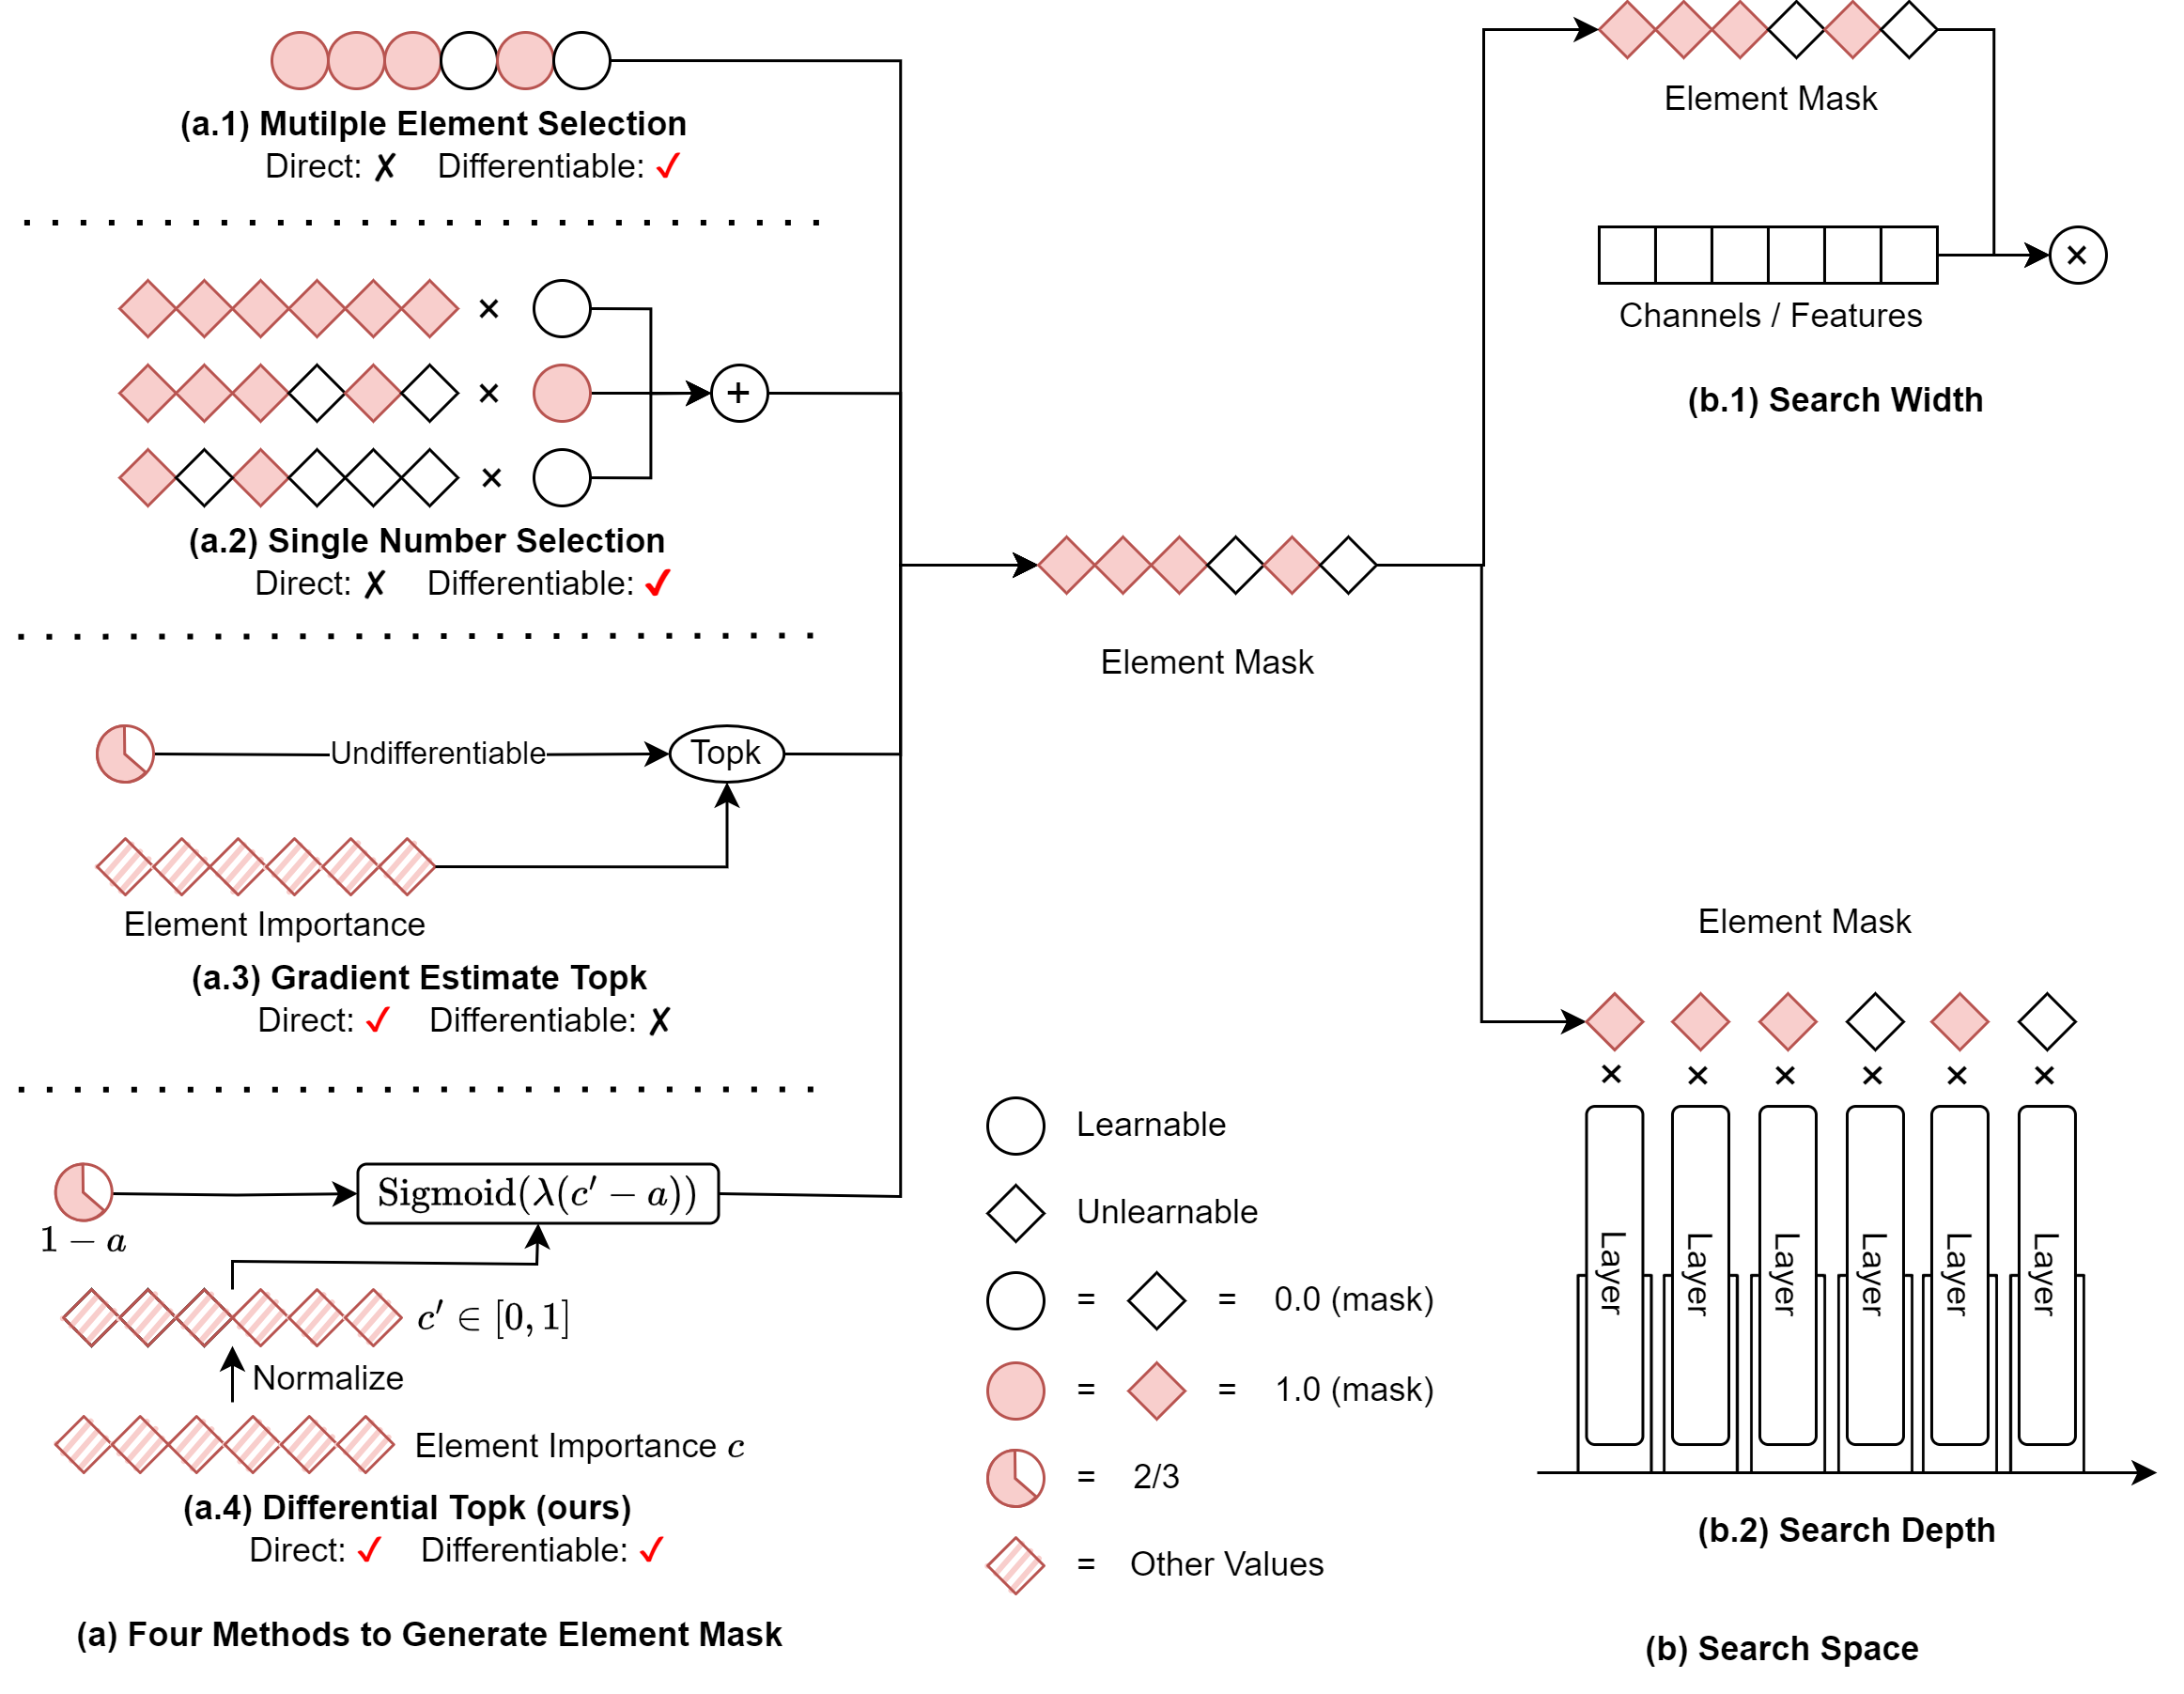 (a.1) Mutilple Element Selection
Direct: ✗ Differentiable: ✓
× 
×
+
×
(a.2) Single Number Selection
Direct: ✗ Differentiable: ✓
Undifferentiable
Topk
Element Importance
(a.3) Gradient Estimate Topk
Direct: ✓ Differentiable: ✗
Sigmoid(λ(c′ − a))
1 − a
c′ ∈ [0, 1]
Normalize
Element Importance c
(a.4) Differential Topk (ours)
Direct: ✓ Differentiable: ✓
(a) Four Methods to Generate Element Mask
Element Mask
Learnable
Unlearnable
= = 0.0 (mask)
= = 1.0 (mask)
= 2/3
= Other Values
Element Mask
×
Channels / Features
(b.1) Search Width
Element Mask
× × × × × ×
Layer
Layer
Layer
Layer
Layer
Layer
(b.2) Search Depth
(b) Search Space